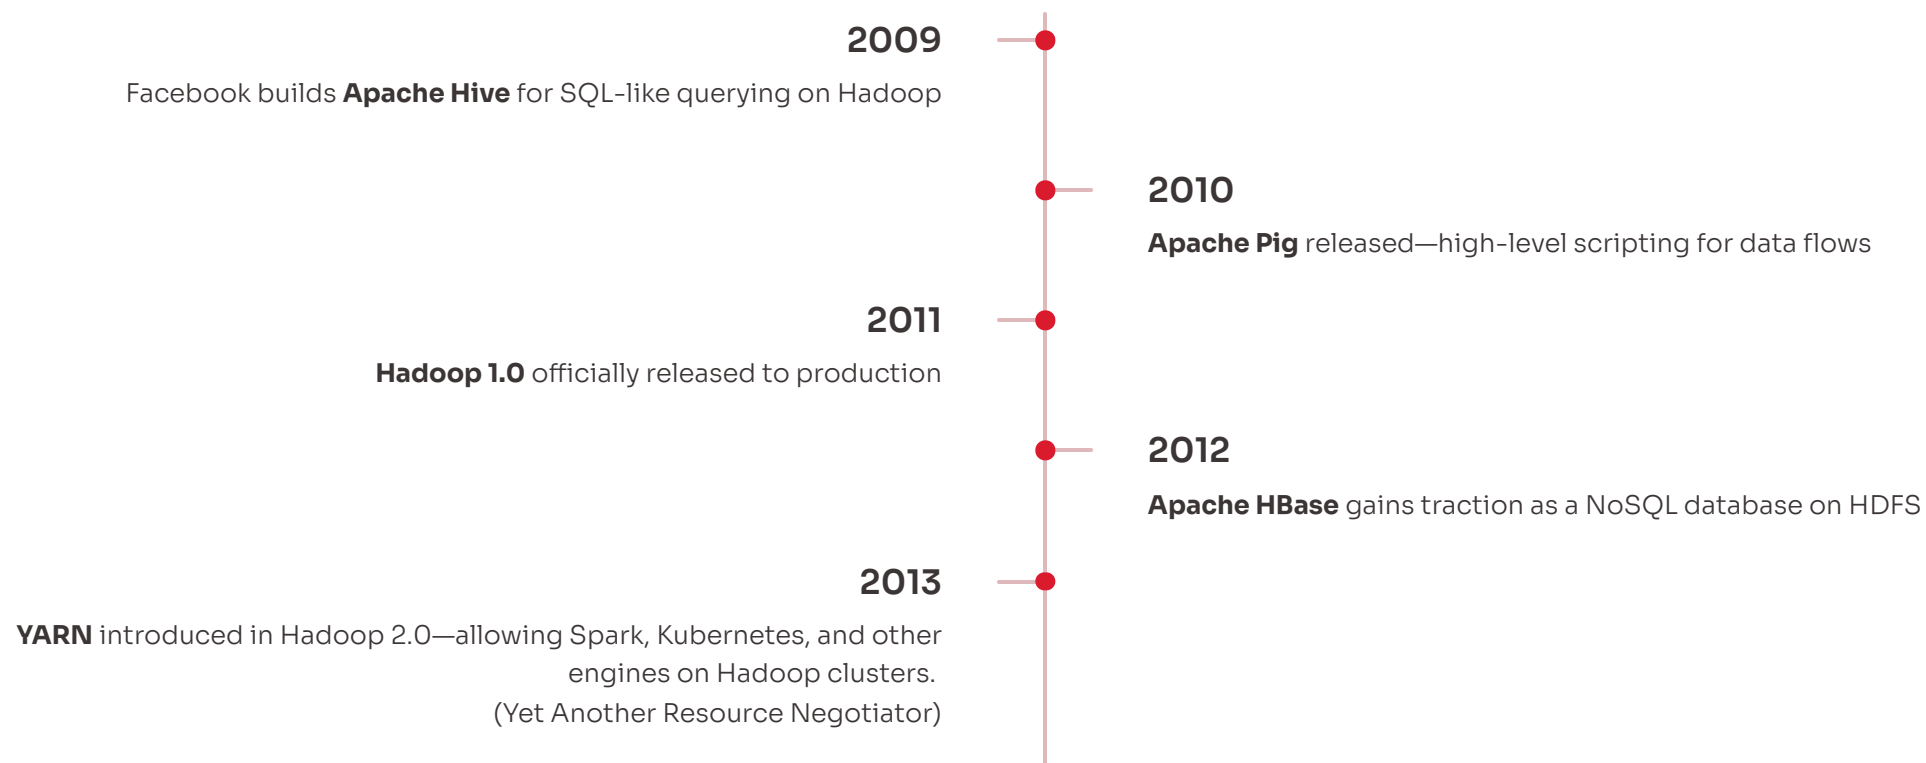 2009
Facebook builds Apache Hive for SQL-like querying on Hadoop
2010
Apache Pig released—high-level scripting for data flows
2011
Hadoop 1.0 officially released to production
2012
Apache HBase gains traction as a NoSQL database on HDFS
2013
YARN introduced in Hadoop 2.0—allowing Spark, Kubernetes, and other
engines on Hadoop clusters.
(Yet Another Resource Negotiator)